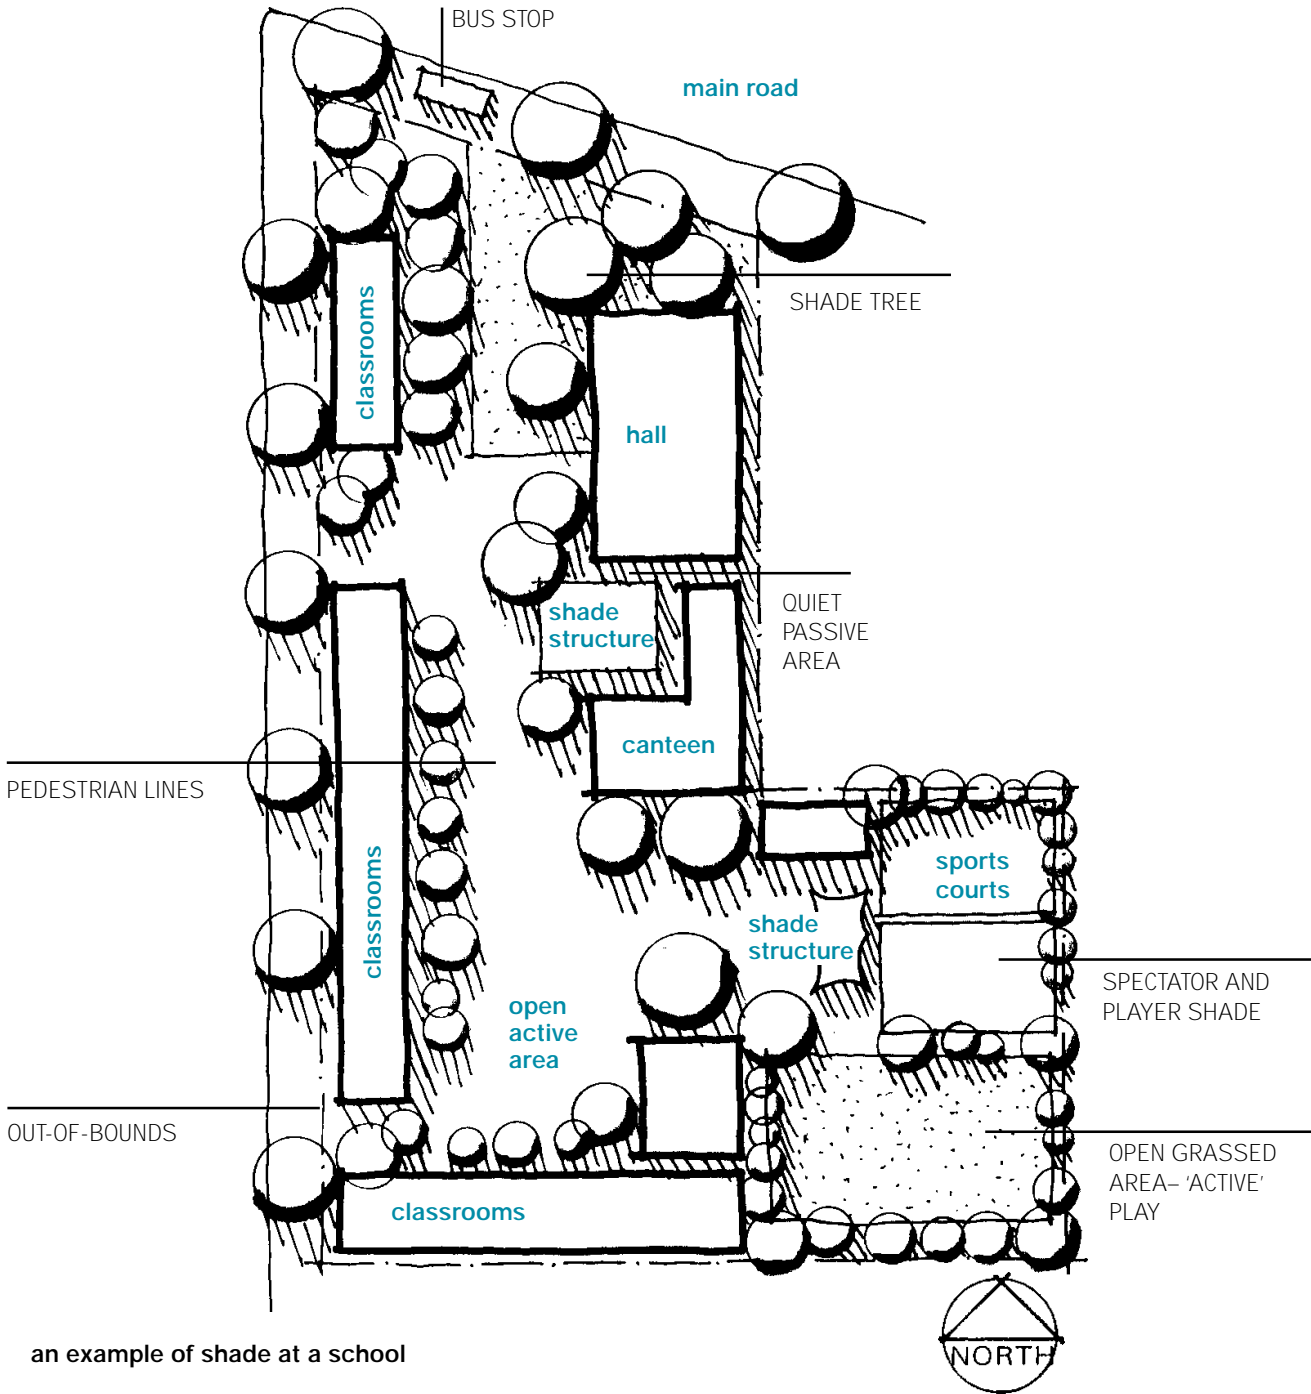 BUS STOP
main road
SHADE TREE
classrooms
hall
QUIET
PASSIVE
AREA
shade
structure
canteen
PEDESTRIAN LINES
classrooms
sports
courts
shade
structure
SPECTATOR AND
PLAYER SHADE
open
active
area
OUT-OF-BOUNDS
OPEN GRASSED
AREA– ‘ACTIVE’
PLAY
classrooms
NORTH
an example of shade at a school